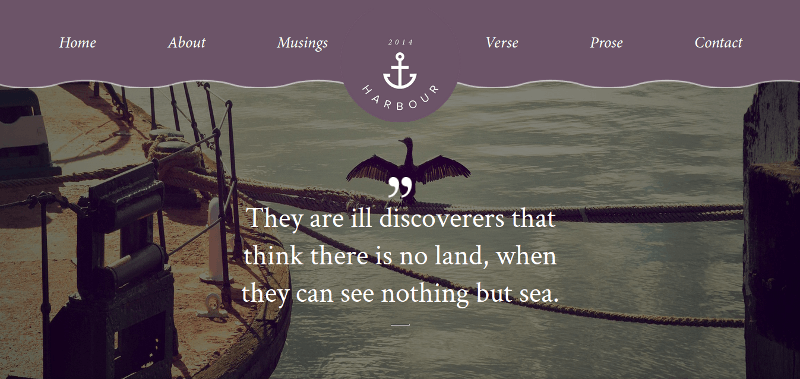 Home About Musings 2014 Verse Prose Contact
HARBOUR
”
They are ill discoverers that
think there is no land, when
they can see nothing but sea.